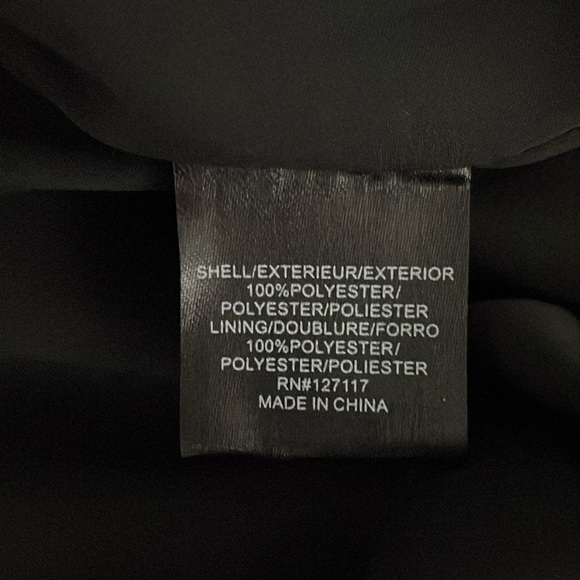 SHELL/EXTERIEUR/EXTERIOR
100%POLYESTER/
POLYESTER/POLIESTER
LINING/DOUBLURE/FORRO
100%POLYESTER/
POLYESTER/POLIESTER
RN#127117
MADE IN CHINA